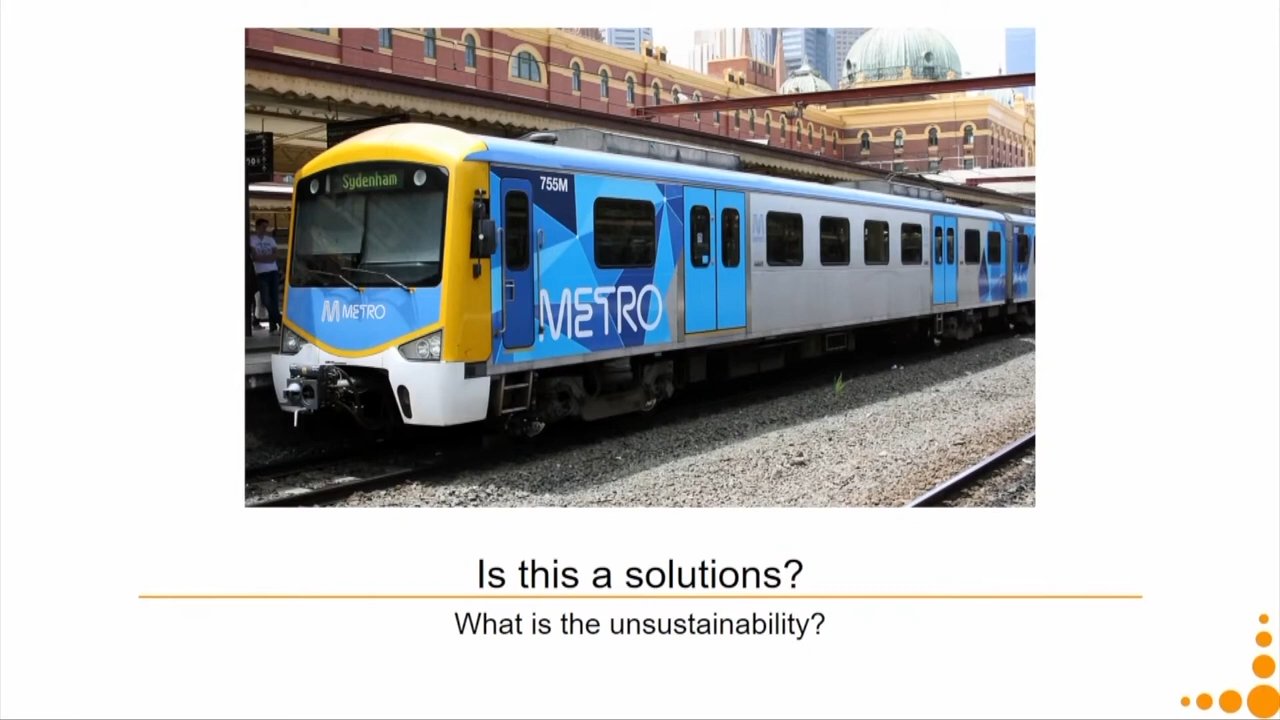 Sydenham
755M
METRO
M METRO
Is this a solutions?
What is the unsustainability?